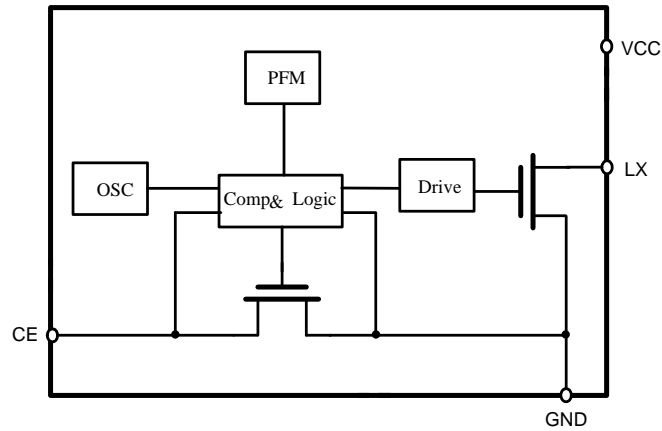 VCC
PFM
LX
OSC
Comp& Logic
Drive
CE
GND